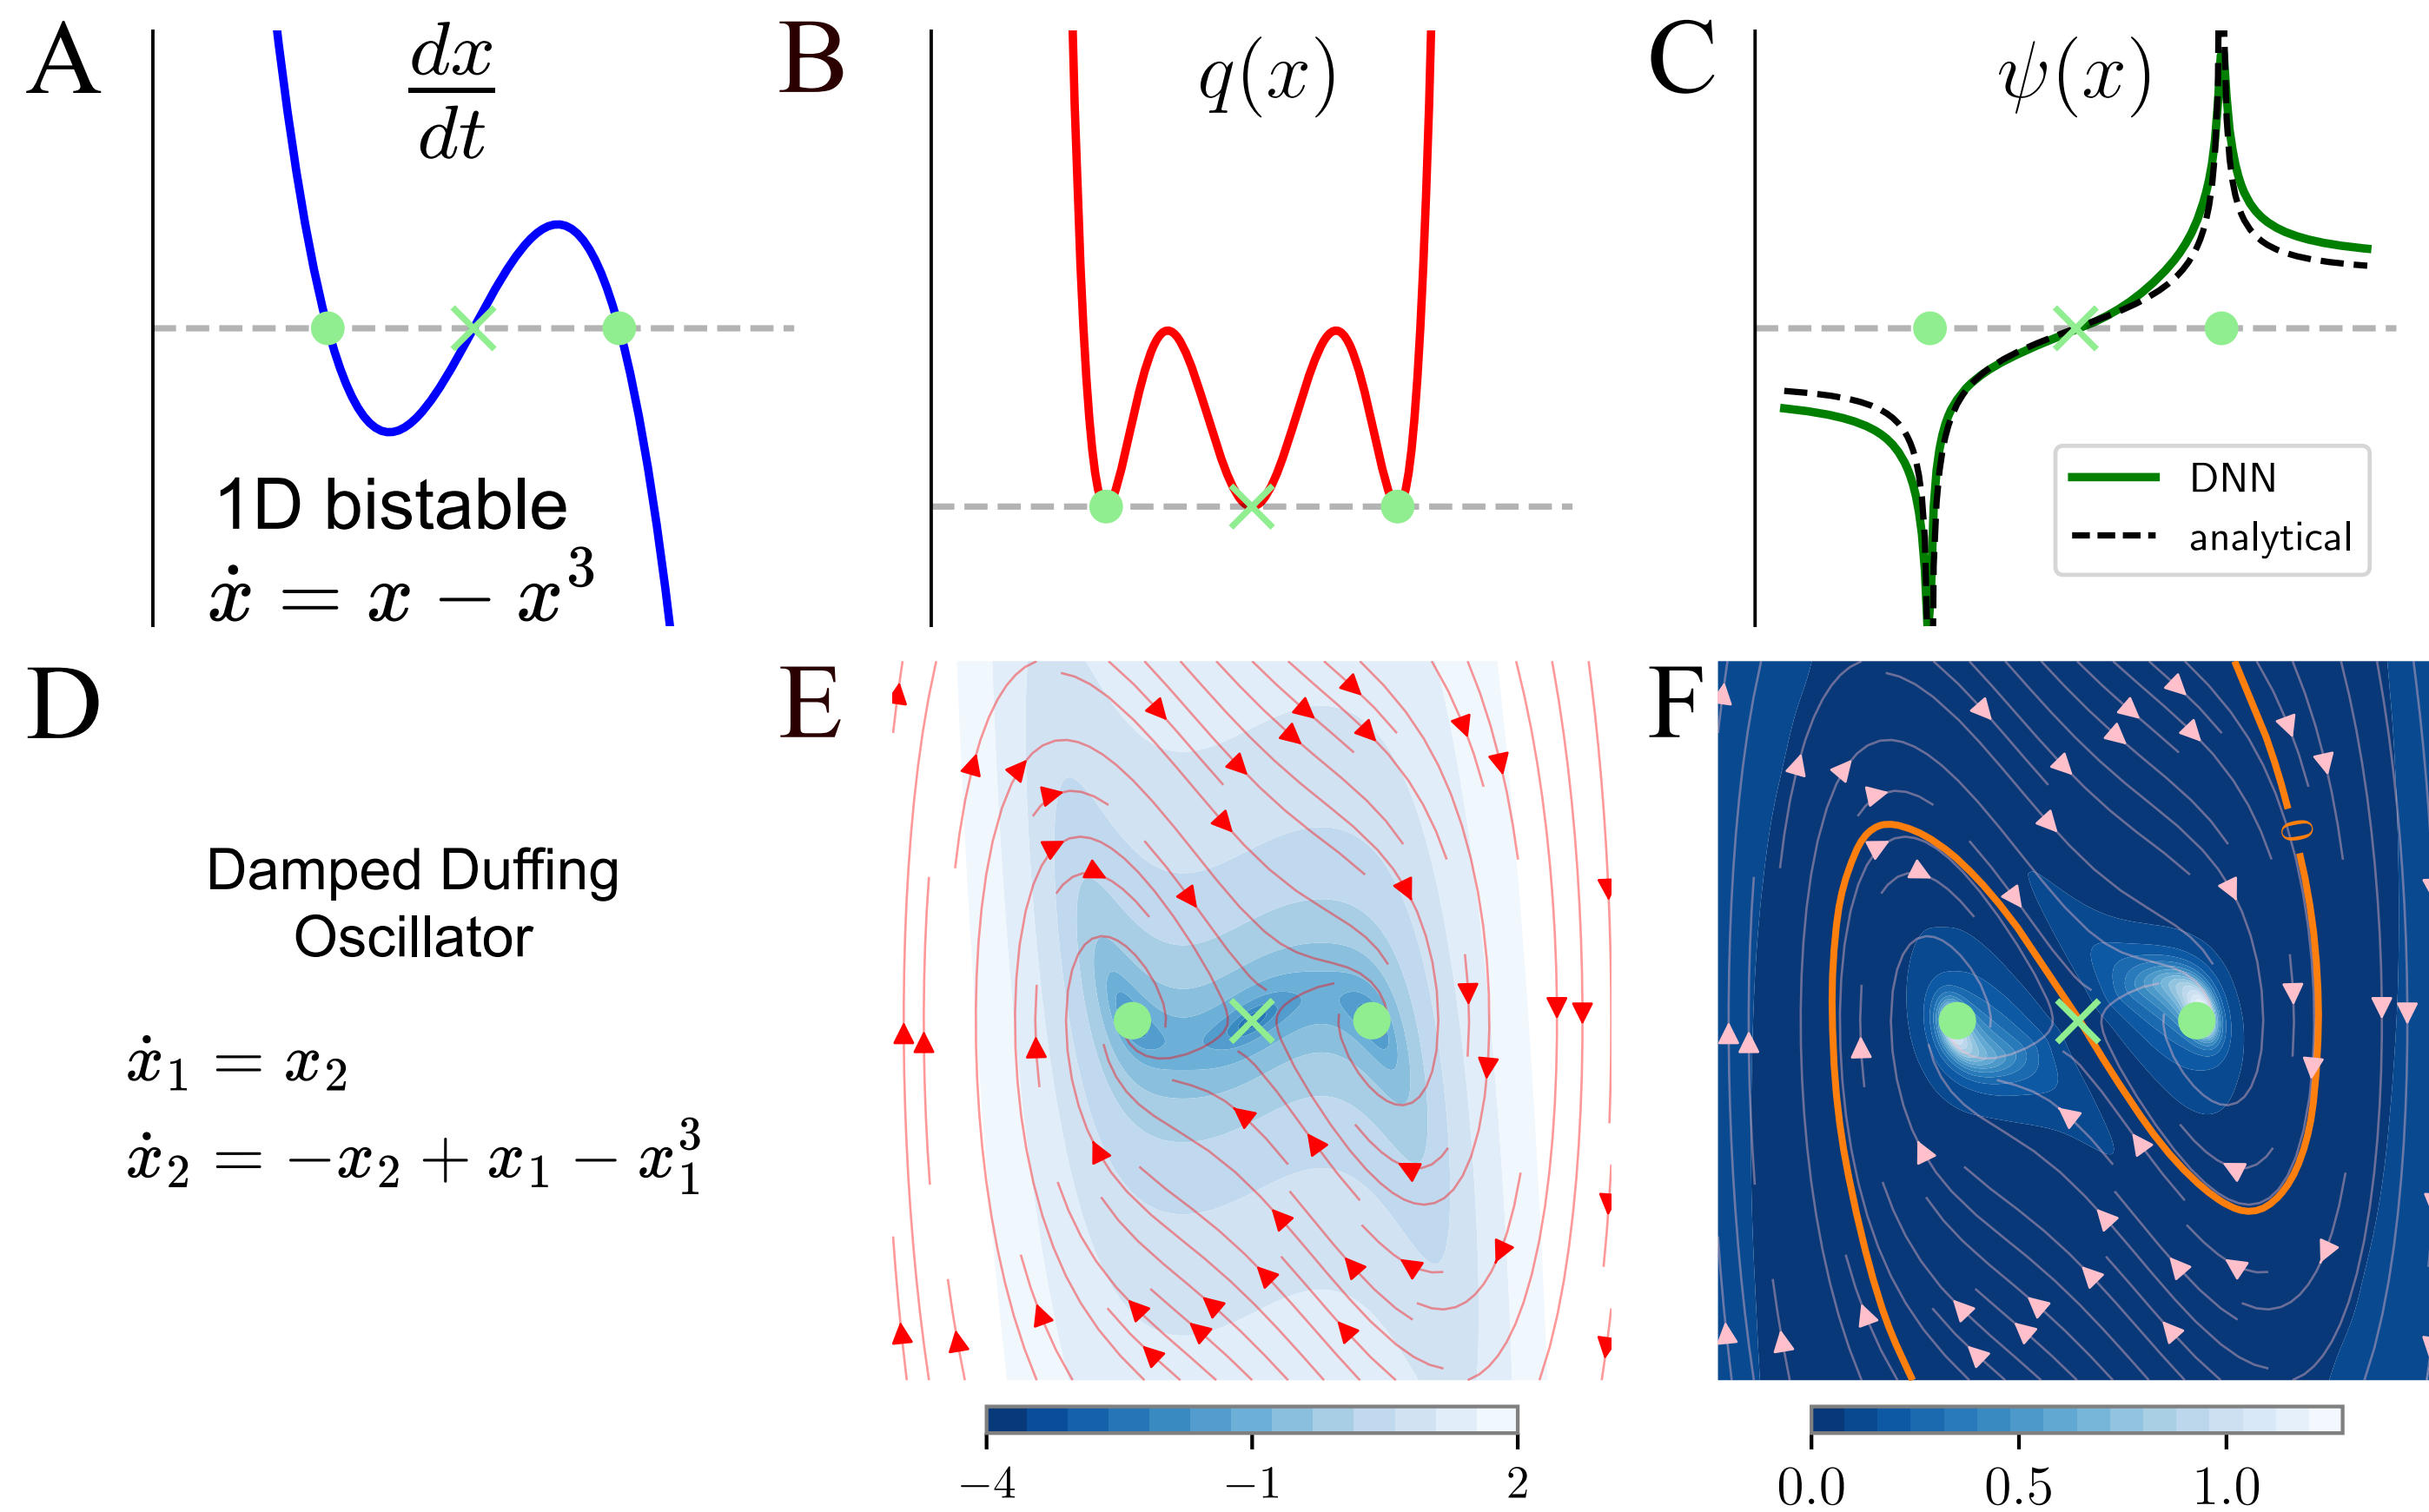 A
dx
dt
1D bistable
ẋ = x − x³
B
q(x)
C
ψ(x)
DNN
analytical
D
Damped Duffing
Oscillator
ẋ₁ = x₂
ẋ₂ = −x₂ + x₁ − x₁³
E
−4 −1 2
F
0
0.0 0.5 1.0